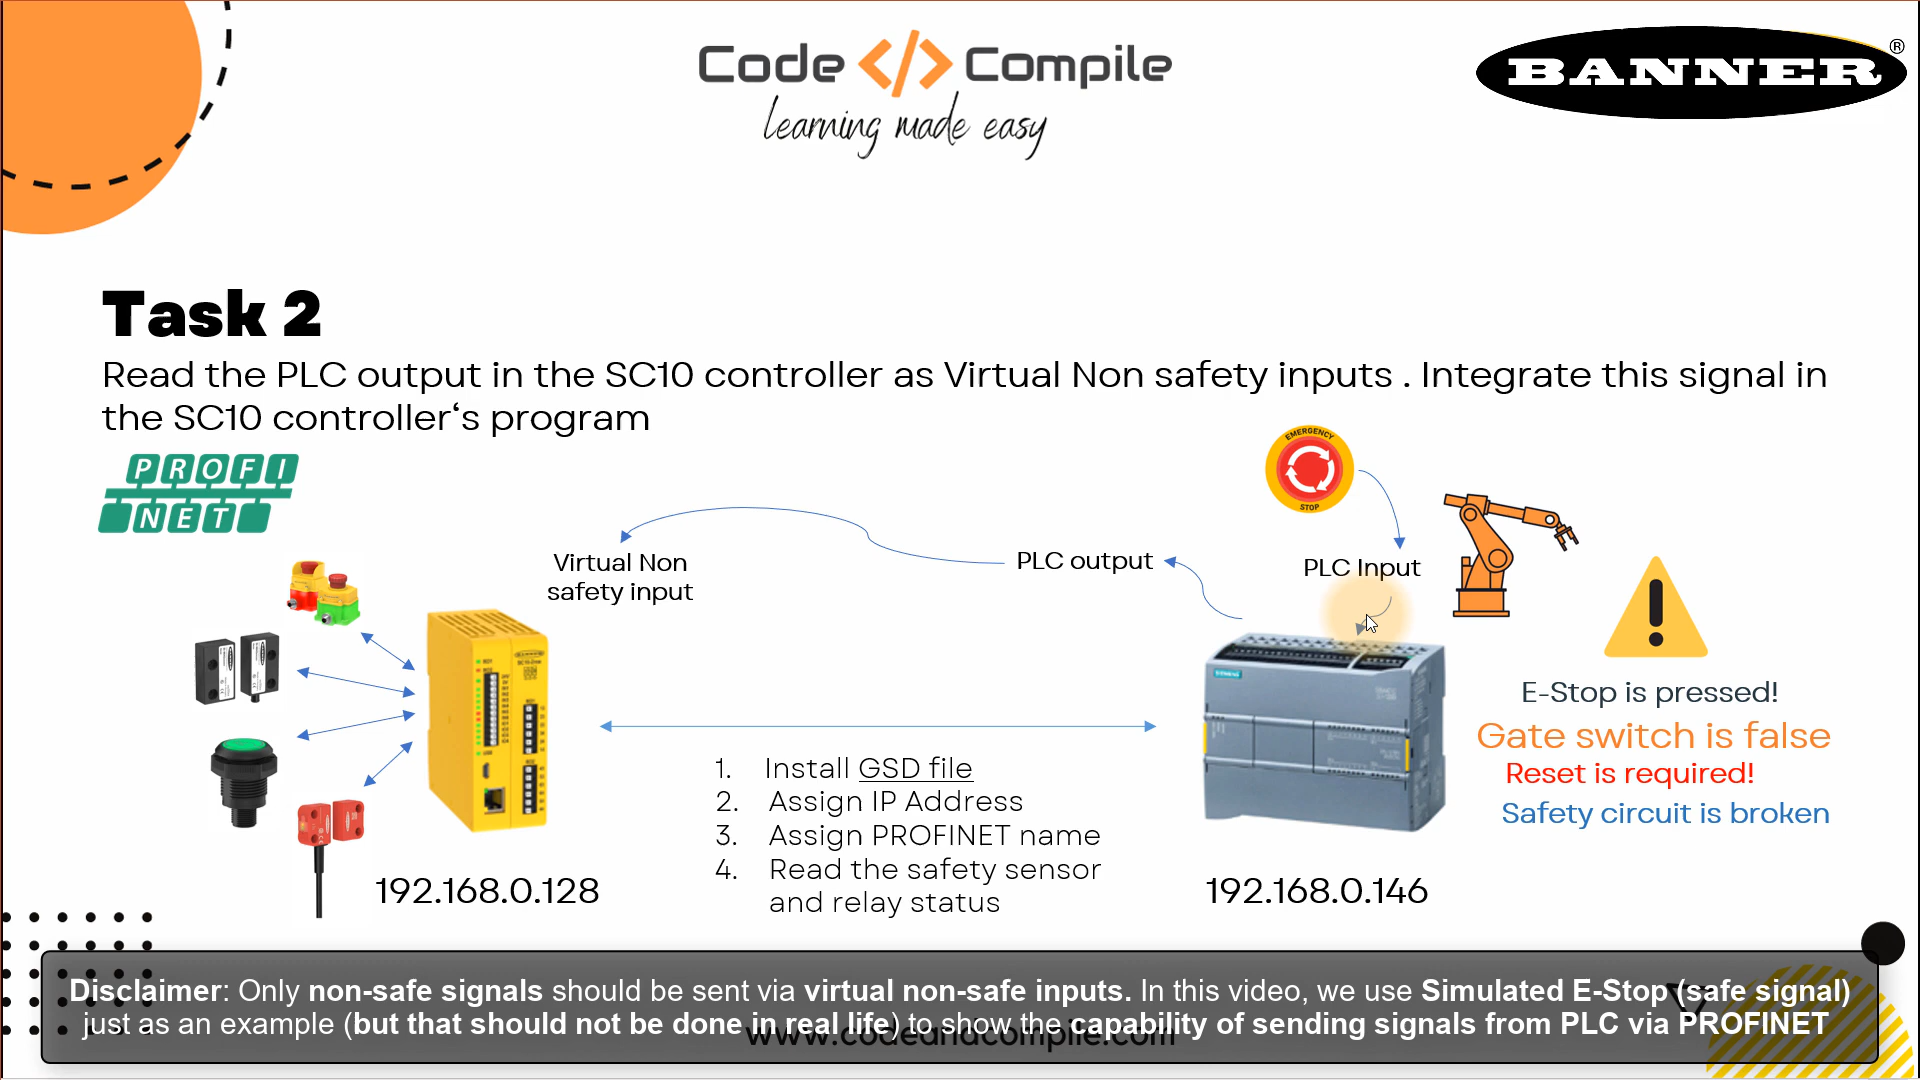 Code </> Compile
learning made easy
BANNER®
Task 2
Read the PLC output in the SC10 controller as Virtual Non safety inputs . Integrate this signal in
the SC10 controller‘s program
PROFI
NET
EMERGENCY
STOP
Virtual Non
safety input
PLC output
PLC Input
SIEMENS
E-Stop is pressed!
Gate switch is false
Reset is required!
Safety circuit is broken
1. Install GSD file
2. Assign IP Address
3. Assign PROFINET name
4. Read the safety sensor
and relay status
192.168.0.128
192.168.0.146
Disclaimer: Only non-safe signals should be sent via virtual non-safe inputs. In this video, we use Simulated E-Stop (safe signal)
just as an example (but that should not be done in real life) to show the capability of sending signals from PLC via PROFINET
www.codeandcompile.com